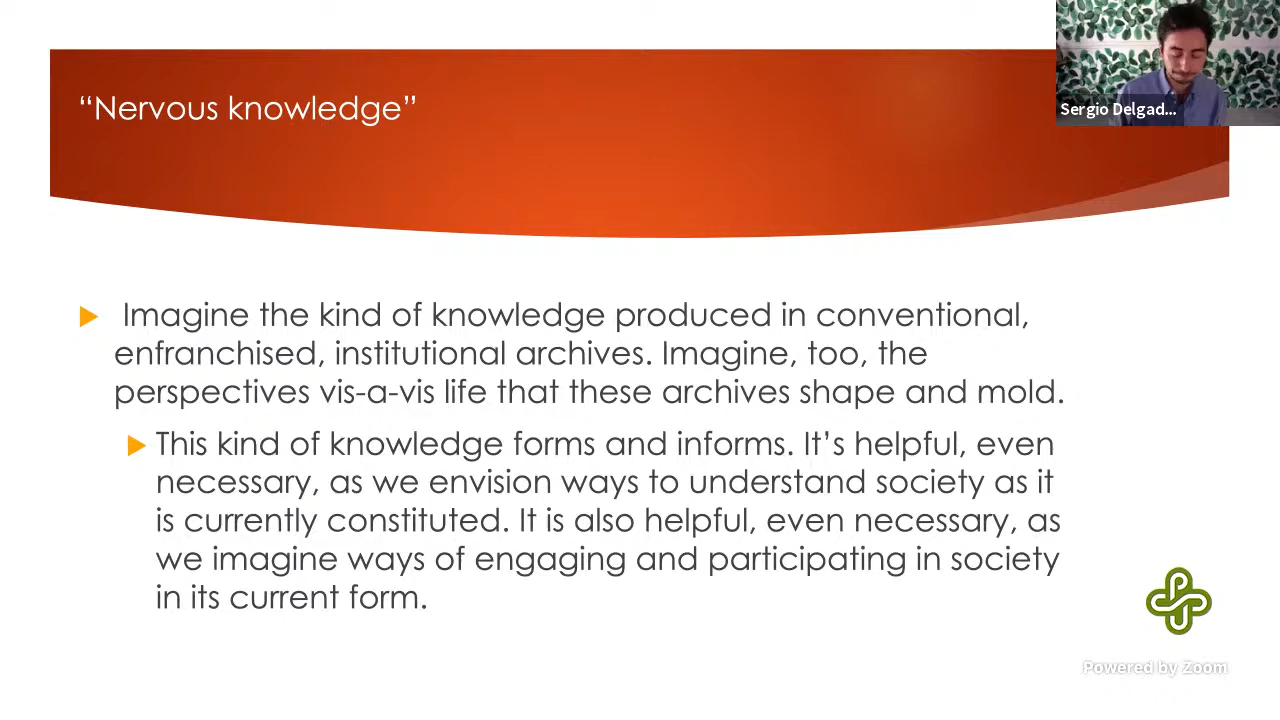 “Nervous knowledge”
Sergio Delgad...
Imagine the kind of knowledge produced in conventional,
enfranchised, institutional archives. Imagine, too, the
perspectives vis-a-vis life that these archives shape and mold.
This kind of knowledge forms and informs. It’s helpful, even
necessary, as we envision ways to understand society as it
is currently constituted. It is also helpful, even necessary, as
we imagine ways of engaging and participating in society
in its current form.
PSU
Powered by Zoom